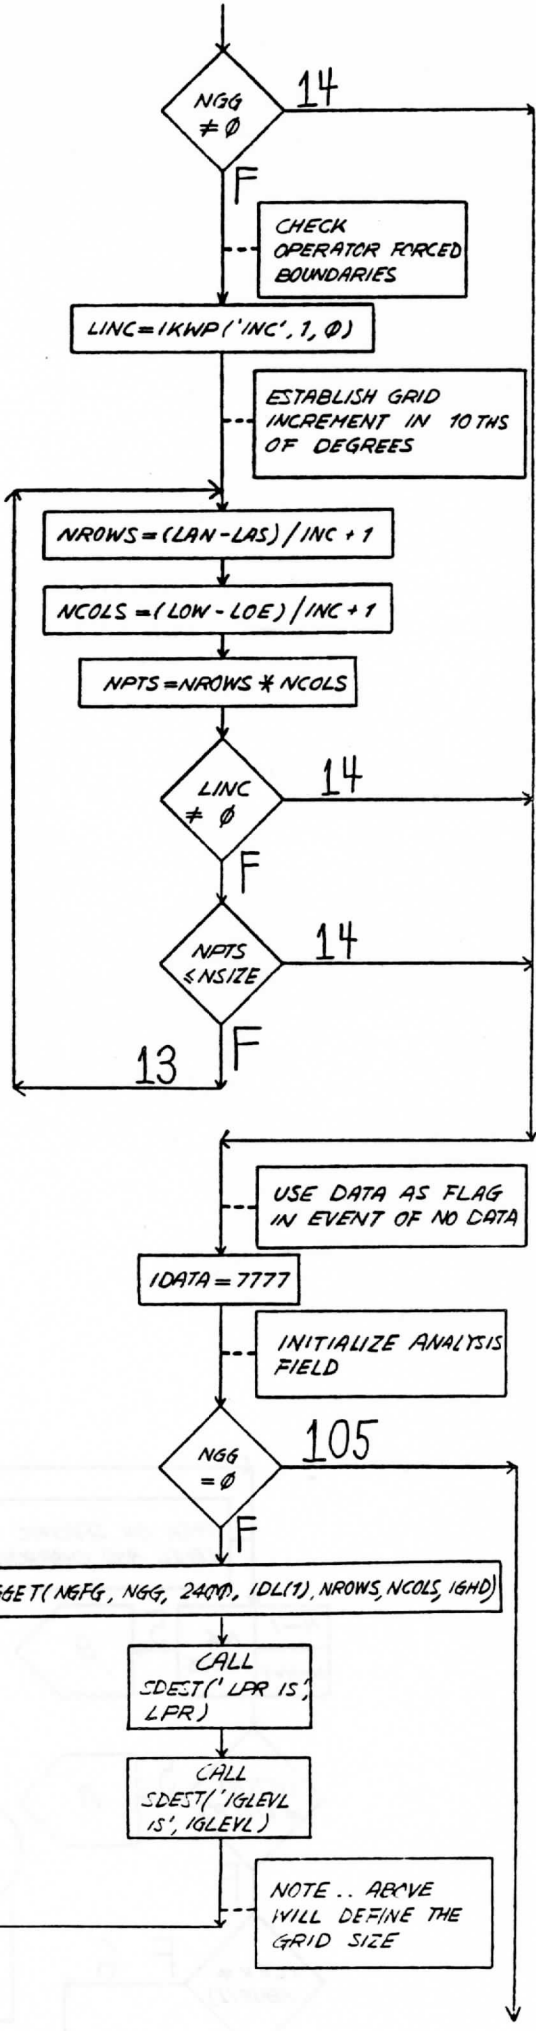 NGG
≠ ∅
14
F
CHECK
OPERATOR FORCED
BOUNDARIES
LINC=IKWP('INC', 1, ∅)
ESTABLISH GRID
INCREMENT IN 10THS
OF DEGREES
NROWS=(LAN-LAS)/INC+1
NCOLS=(LOW-LOE)/INC+1
NPTS=NROWS * NCOLS
LINC
≠ ∅
14
F
NPTS
≤NSIZE
14
F
13
USE DATA AS FLAG
IN EVENT OF NO DATA
IDATA=7777
INITIALIZE ANALYSIS
FIELD
NGG
=∅
105
F
GET(NGFG, NGG, 24∅∅, IDL(1), NROWS, NCOLS, IGHD)
CALL
SDEST('LPR IS',
LPR)
CALL
SDEST('IGLEVL
IS', IGLEVL)
NOTE .. ABOVE
WILL DEFINE THE
GRID SIZE